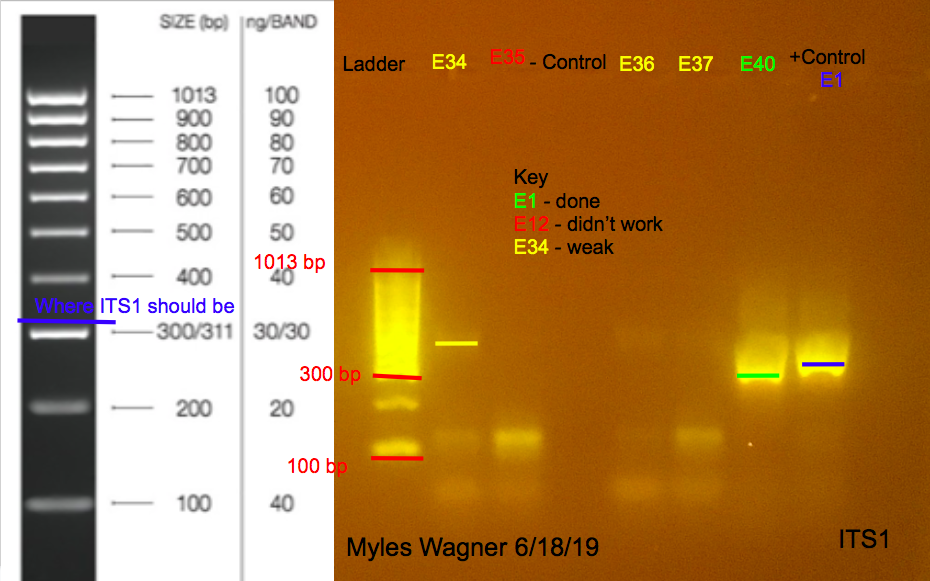 SIZE (bp) ng/BAND
1013 100
900 90
800 80
700 70
600 60
500 50
400 40
300/311 30/30
200 20
100 40
Where ITS1 should be
Ladder E34 E35 - Control E36 E37 E40 +Control
E1
Key
E1 - done
E12 - didn't work
E34 - weak
1013 bp
300 bp
100 bp
Myles Wagner 6/18/19
ITS1